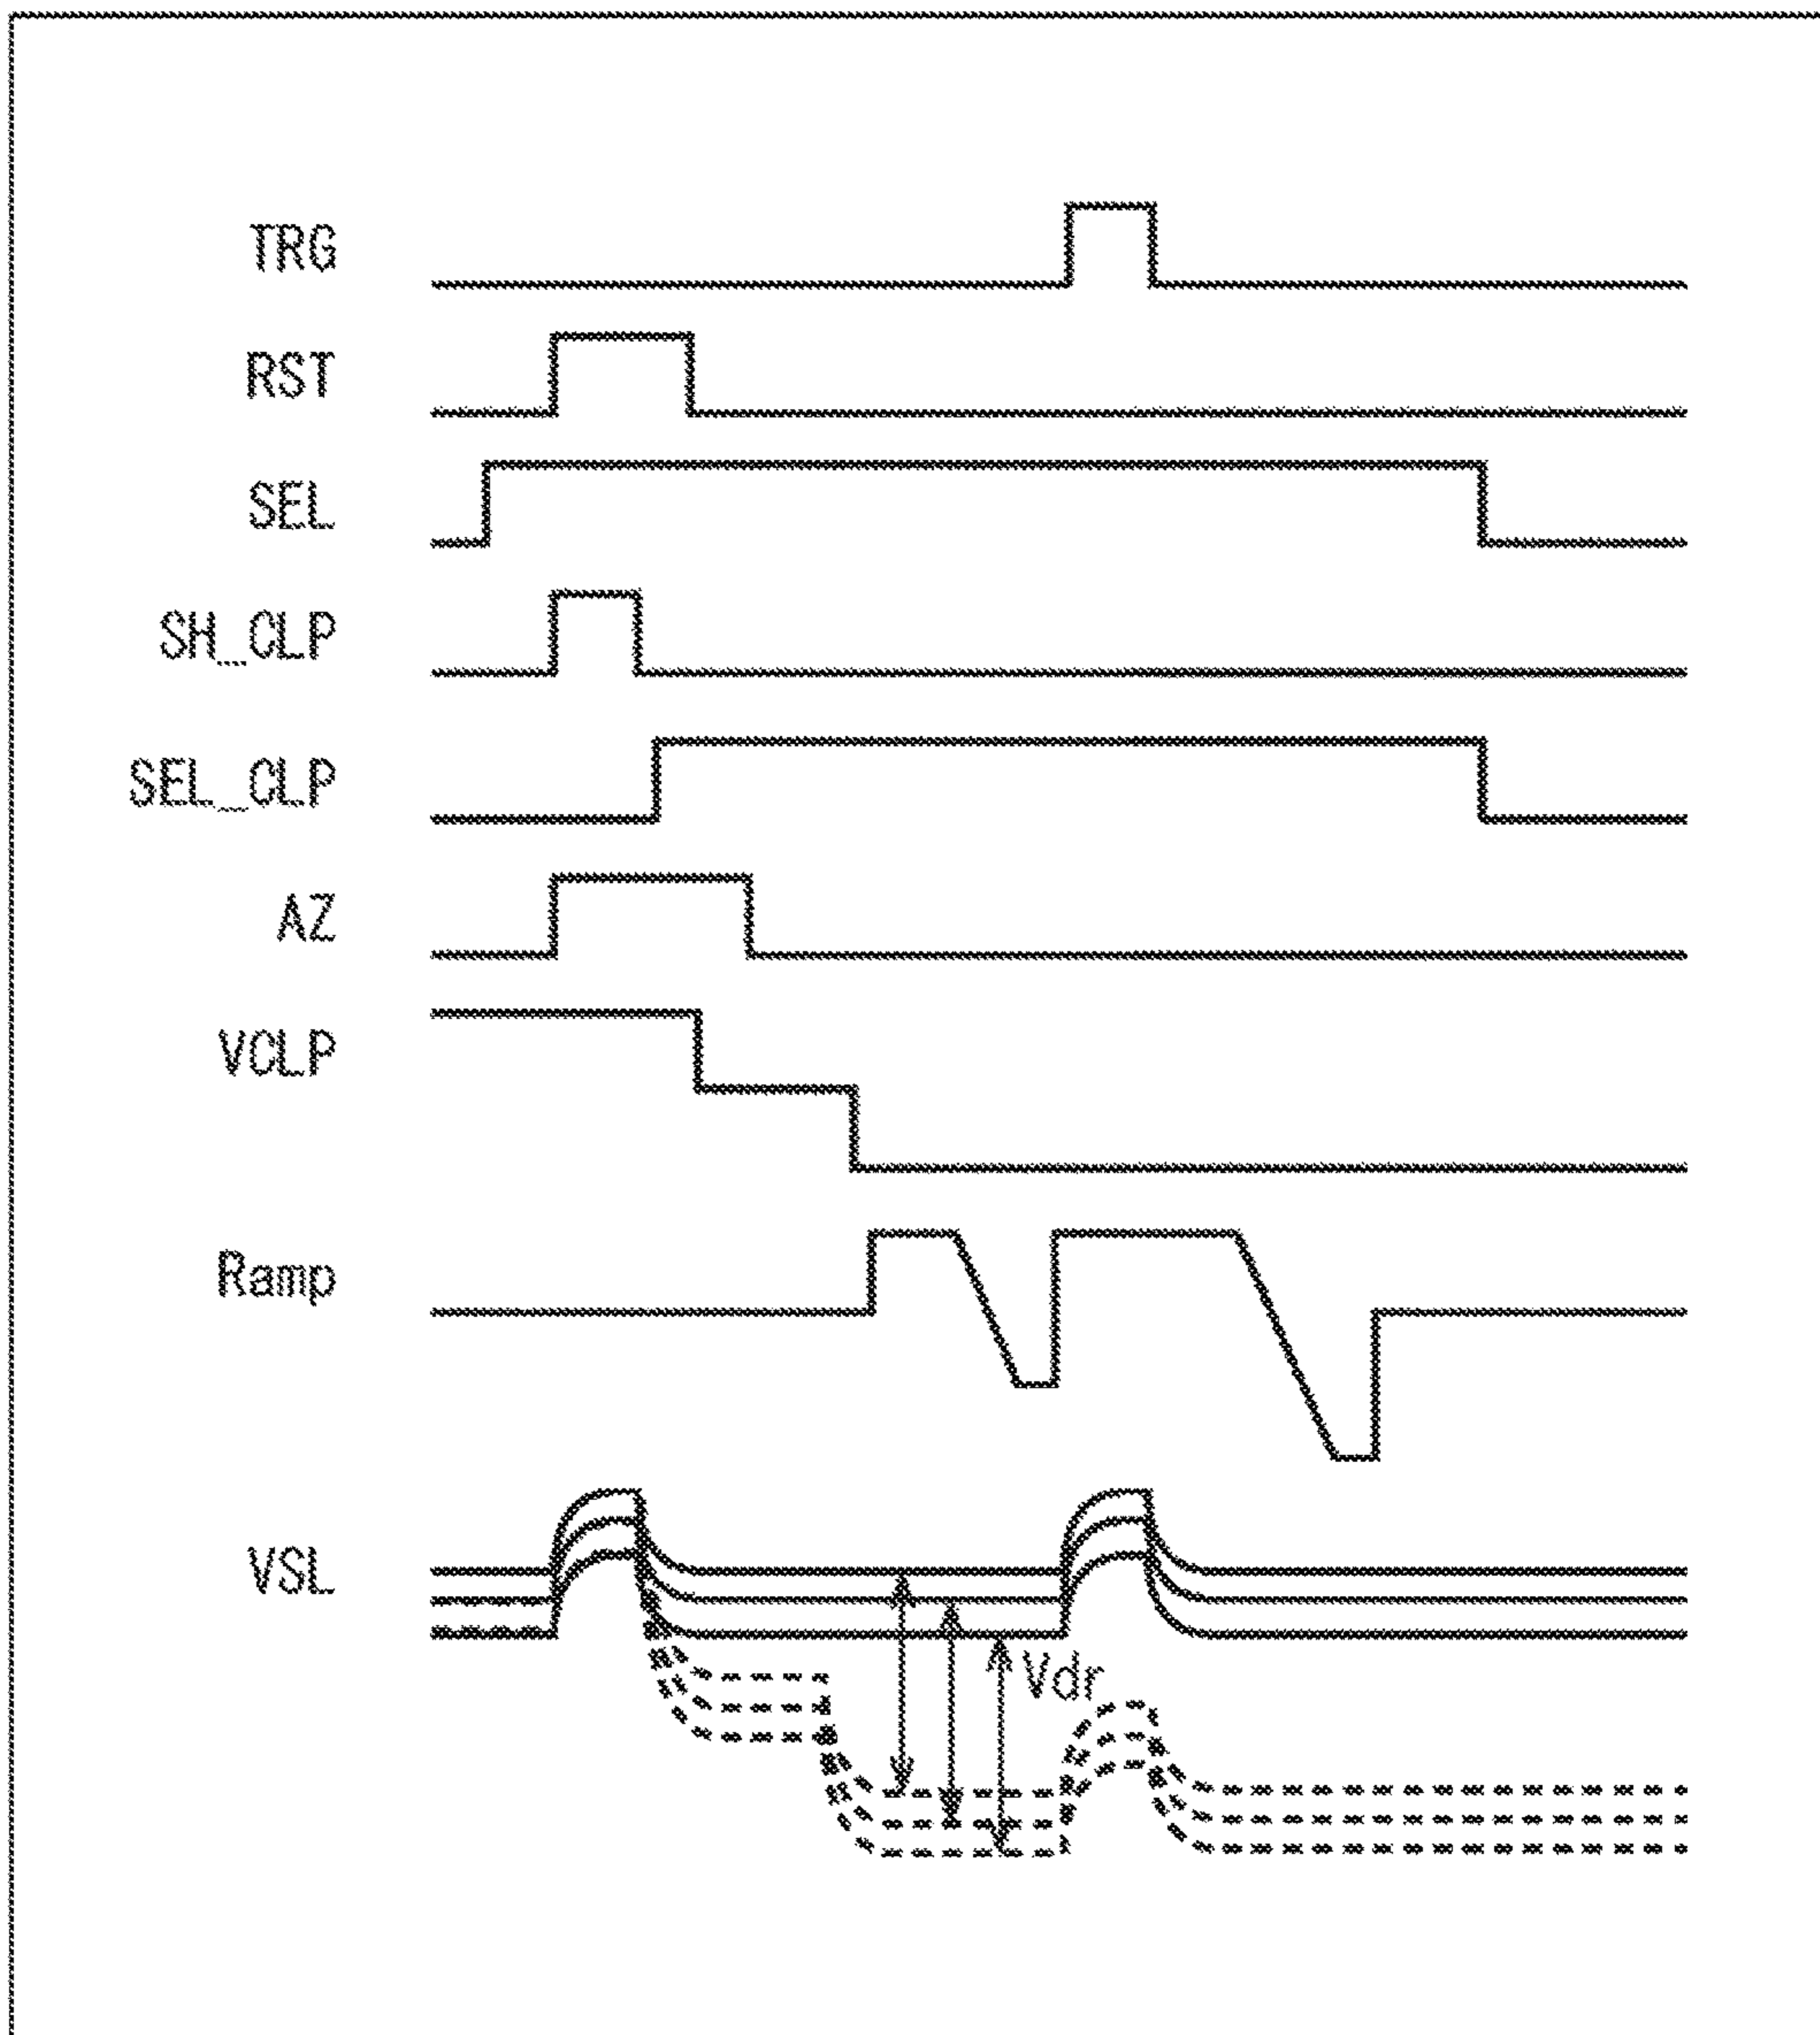 TRG
RST
SEL
SH_CLP
SEL_CLP
AZ
VCLP
Ramp
VSL
Vdr